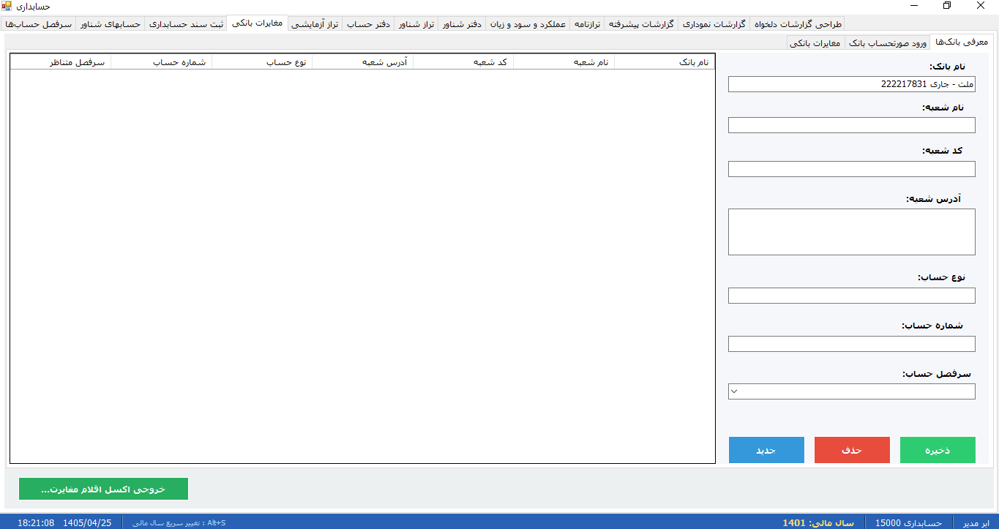 حسابداری
سرفصل حساب‌ها
حسابهای شناور
ثبت سند حسابداری
مغایرات بانکی
تراز آزمایشی
دفتر حساب
تراز شناور
دفتر شناور
عملکرد و سود و زیان
ترازنامه
گزارشات پیشرفته
گزارشات نموداری
طراحی گزارشات دلخواه
معرفی بانک‌ها
ورود صورتحساب بانک
مغایرات بانکی
نام بانک
نام شعبه
کد شعبه
آدرس شعبه
نوع حساب
شماره حساب
سرفصل متناظر
نام بانک:
ملت - جاری 222217831
نام شعبه:
کد شعبه:
آدرس شعبه:
نوع حساب:
شماره حساب:
سرفصل حساب:
ذخیره
حذف
جدید
خروجی اکسل اقلام مغایرت...
ابر مدیر
حسابداری 15000
سال مالی: 1401
Alt+S : تغییر سریع سال مالی
1405/04/25
18:21:08